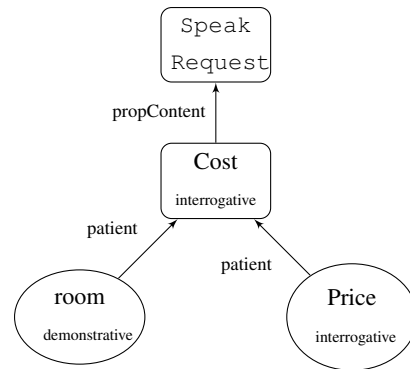 Speak
Request
propContent
Cost
interrogative
patient
patient
room
demonstrative
Price
interrogative